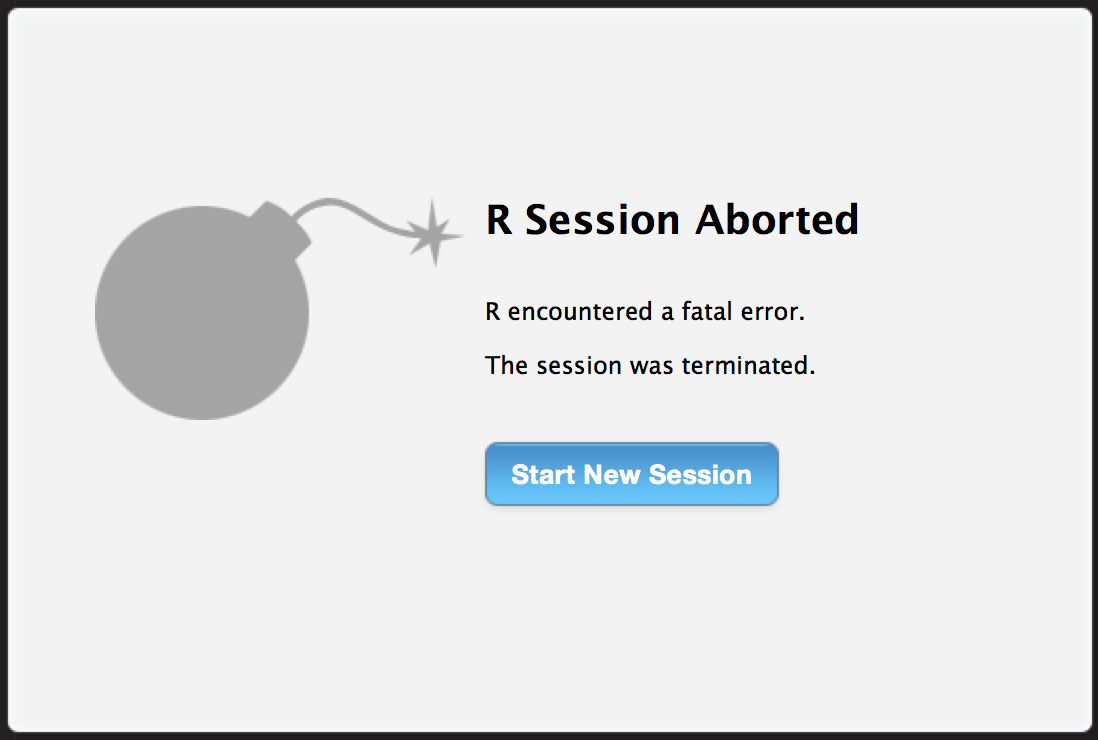 R Session Aborted
R encountered a fatal error.
The session was terminated.
Start New Session